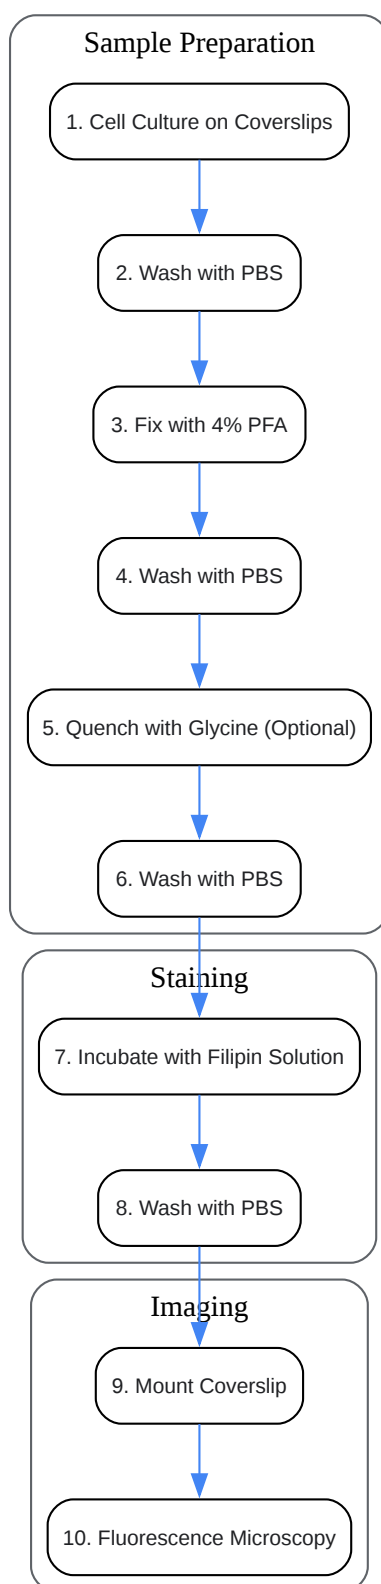 Sample Preparation
1. Cell Culture on Coverslips
2. Wash with PBS
3. Fix with 4% PFA
4. Wash with PBS
5. Quench with Glycine (Optional)
6. Wash with PBS
Staining
7. Incubate with Filipin Solution
8. Wash with PBS
Imaging
9. Mount Coverslip
10. Fluorescence Microscopy